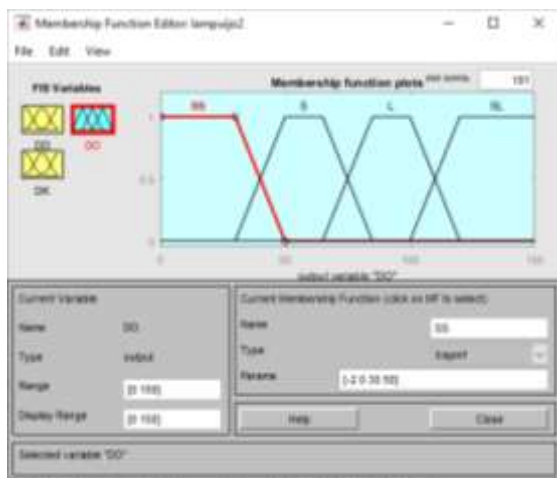 Membership Function Editor: lampuijo2
File Edit View
FIS Variables
Membership function plots plot points: 181
SS S L SL
DO
DK
1
0.5
0
0 50 100 150
output variable "DO"
Current Variable
Name DO
Type output
Range [0 150]
Display Range [0 150]
Current Membership Function (click on MF to select)
Name SS
Type trapmf
Params [-2 0 30 50]
Help Close
Selected variable "DO"